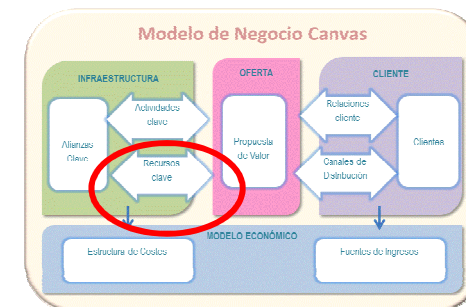 Modelo de Negocio Canvas
INFRAESTRUCTURA
OFERTA
CLIENTE
Actividades
clave
Relaciones
cliente
Alianzas
Clave
Propuesta
de Valor
Clientes
Recursos
clave
Canales de
Distribución
MODELO ECONÓMICO
Estructura de Costes
Fuentes de Ingresos